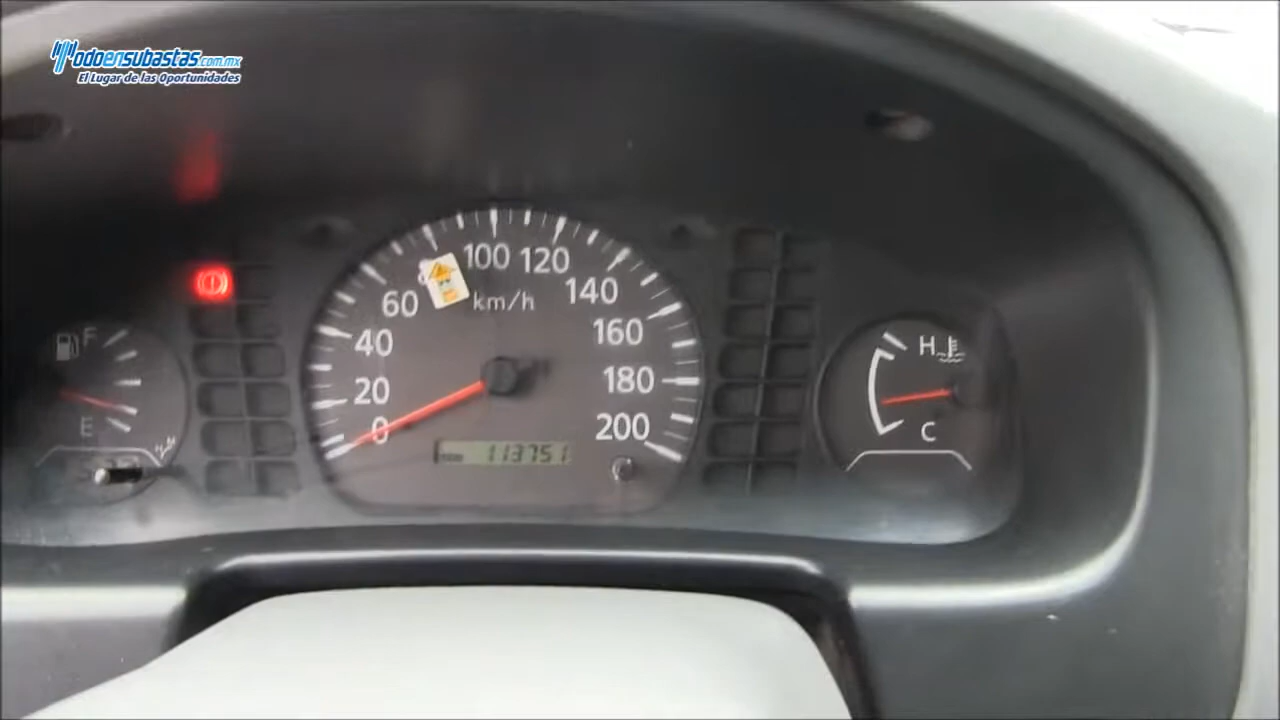 Todoensubastas.com.mx
El Lugar de las Oportunidades
100
120
60
km/h
140
40
160
20
180
0
200
F
E
H
C
113751